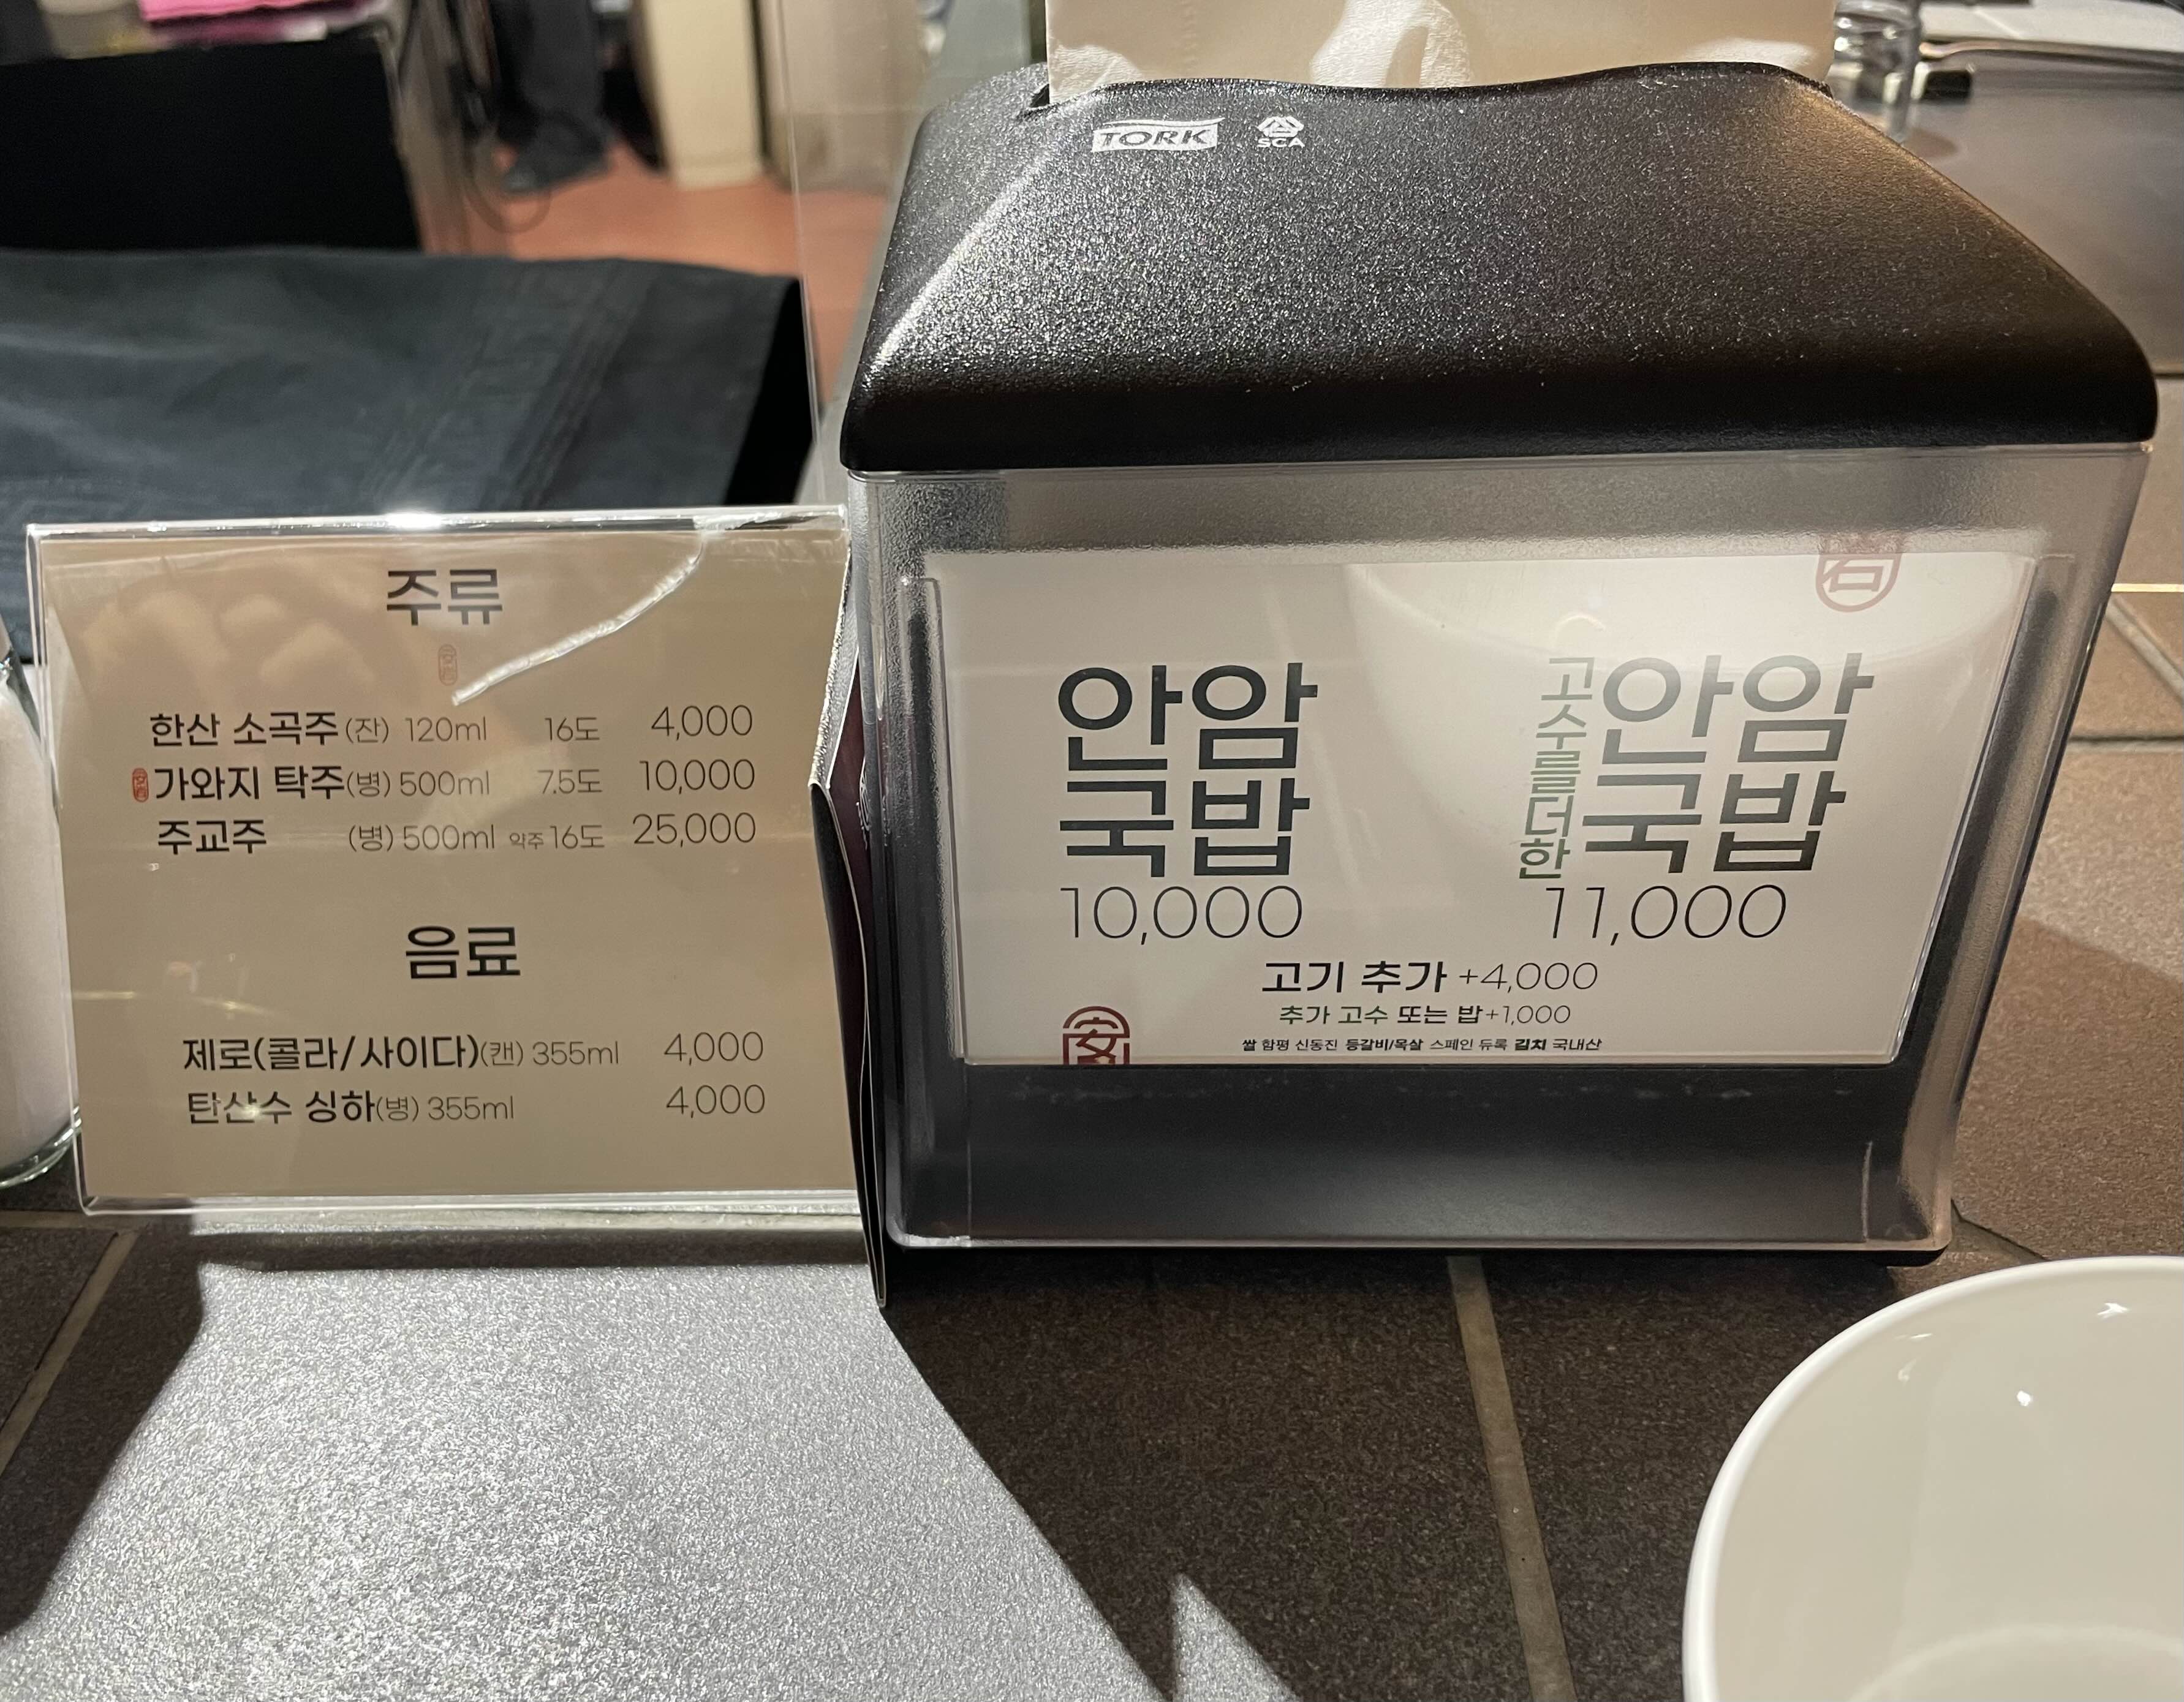 TORK
SCA
주류
한산 소곡주 (잔) 120ml 16도 4,000
가와지 탁주(병) 500ml 7.5도 10,000
주교주 (병) 500ml 약주 16도 25,000
음료
제로(콜라/사이다)(캔) 355ml 4,000
탄산수 싱하(병) 355ml 4,000
안암
국밥
10,000
고수를더한
안암
국밥
11,000
고기 추가 +4,000
추가 고수 또는 밥+1,000
쌀 함평 신동진 등갈비/목살 스페인 듀록 김치 국내산
安
岩